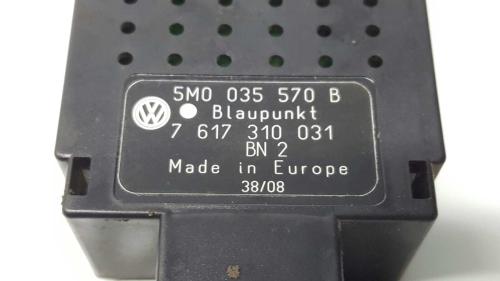 5M0 035 570 B
Blaupunkt
7 617 310 031
BN 2
Made in Europe
38/08